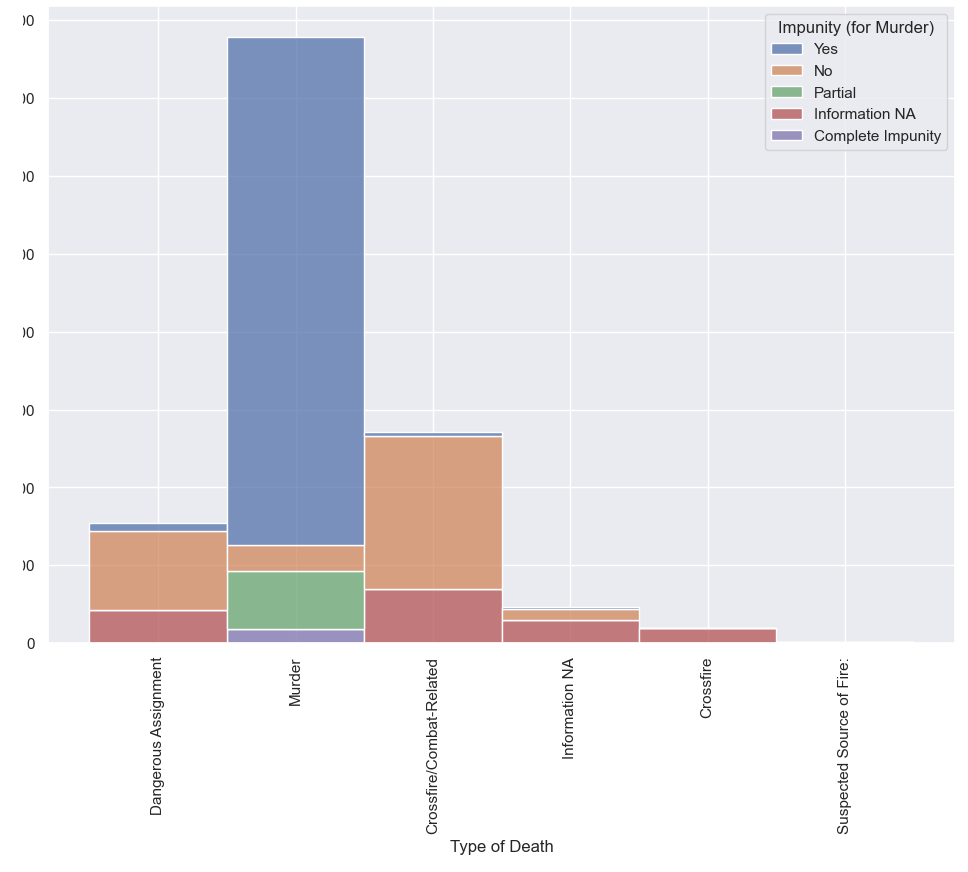 Impunity (for Murder)
Yes
No
Partial
Information NA
Complete Impunity
00
00
00
00
00
00
00
00
0
Dangerous Assignment
Murder
Crossfire/Combat-Related
Information NA
Crossfire
Suspected Source of Fire:
Type of Death